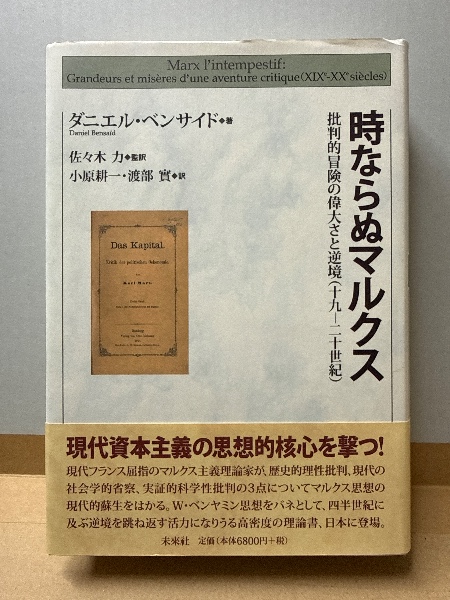 Marx l'intempestif:
Grandeurs et misères d'une aventure critique(XIXᵉ-XXᵉ siècles)
時ならぬマルクス
批判的冒険の偉大さと逆境(十九―二十世紀)
ダニエル・ベンサイド◆著
Daniel Bensaïd
佐々木 力◆監訳
小原耕一・渡部 實◆訳
Das Kapital.
Kritik der politischen Oekonomie.
Karl Marx.
現代資本主義の思想的核心を撃つ!
現代フランス屈指のマルクス主義理論家が、歴史的理性批判、現代の
社会学的省察、実証的科学性批判の3点についてマルクス思想の
現代的蘇生をはかる。W・ベンヤミン思想をバネとして、四半世紀に
及ぶ逆境を跳ね返す活力になりうる高密度の理論書、日本に登場。
未來社 定価(本体6800円+税)